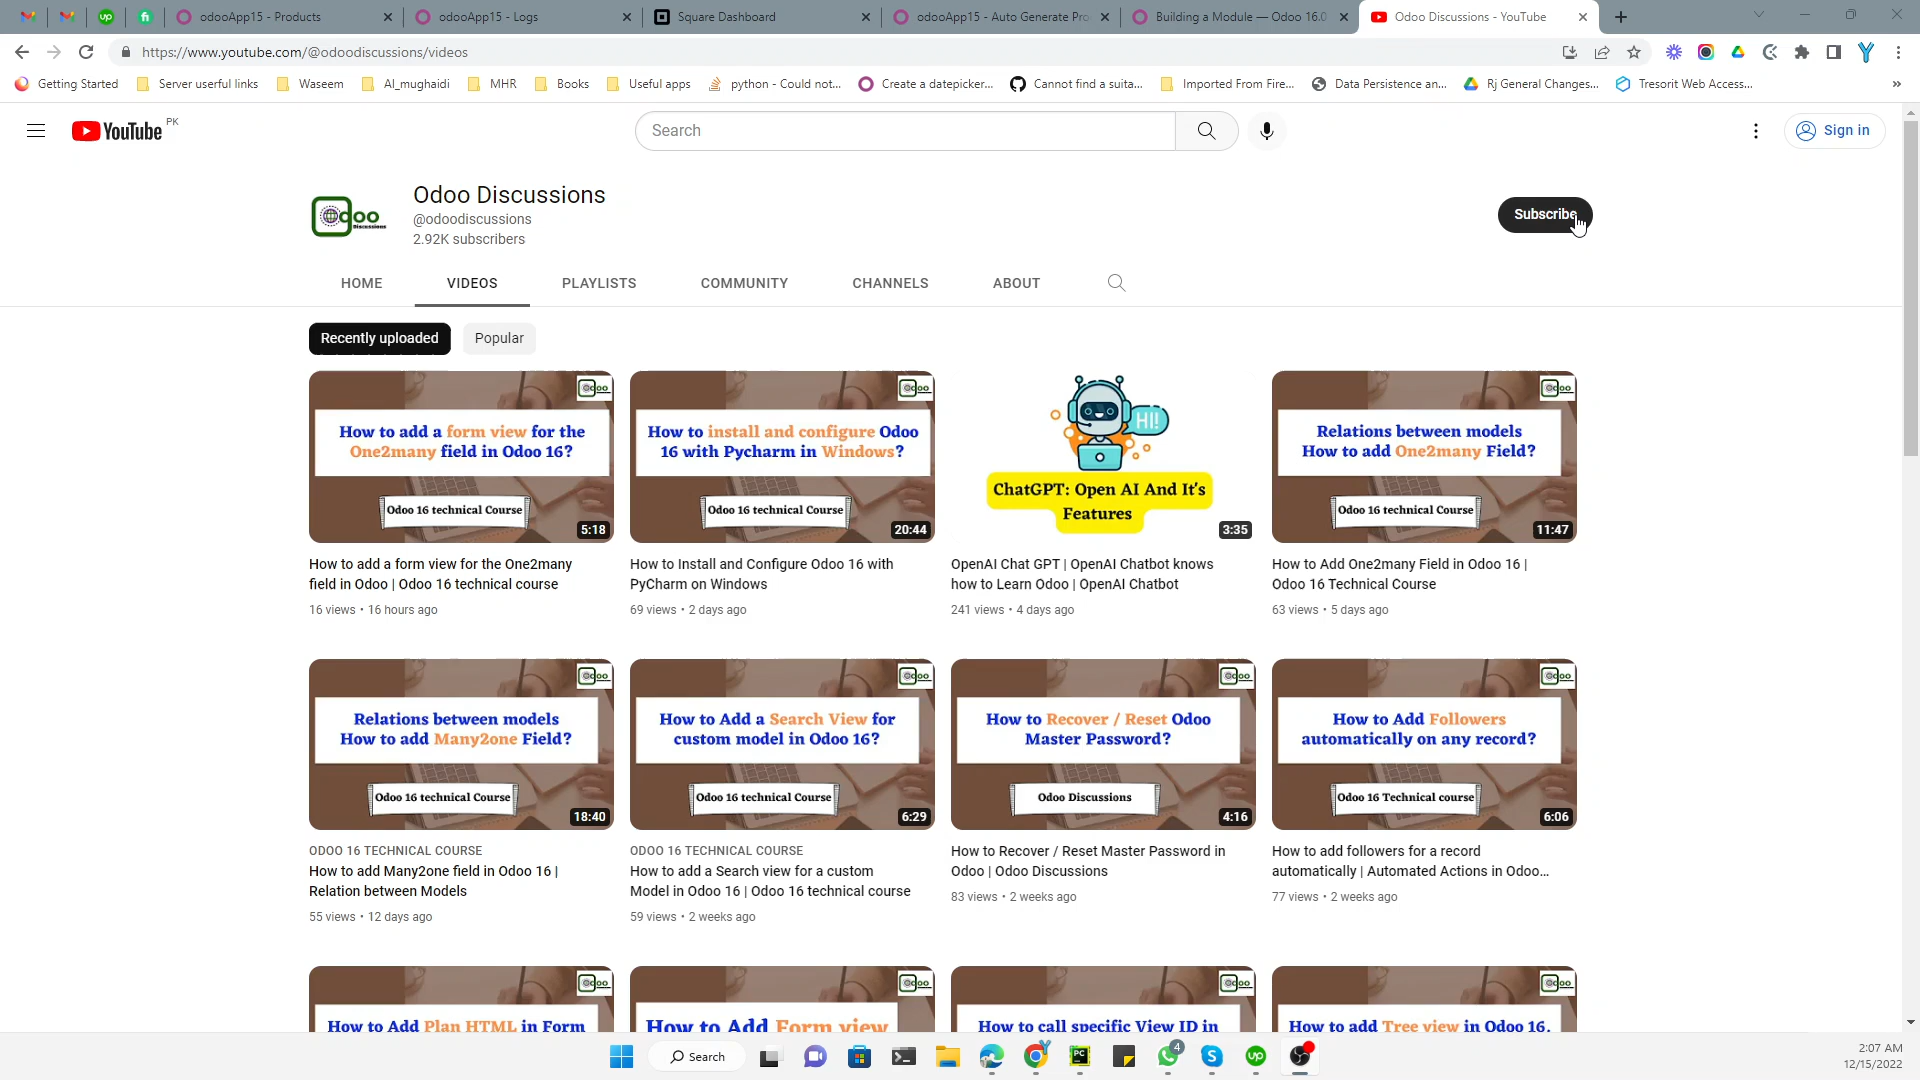 odooApp15 - Products
odooApp15 - Logs
Square Dashboard
odooApp15 - Auto Generate Pro
Building a Module — Odoo 16.0
Odoo Discussions - YouTube
https://www.youtube.com/@odoodiscussions/videos
Getting Started
Server userful links
Waseem
Al_mughaidi
MHR
Books
Useful apps
python - Could not...
Create a datepicker...
Cannot find a suita...
Imported From Fire...
Data Persistence an...
Rj General Changes...
Tresorit Web Access...
YouTube PK
Search
Sign in
Odoo Discussions
@odoodiscussions
2.92K subscribers
Subscribe
HOME
VIDEOS
PLAYLISTS
COMMUNITY
CHANNELS
ABOUT
Recently uploaded
Popular
How to add a form view for the
One2many field in Odoo 16?
Odoo 16 technical Course
5:18
How to install and configure Odoo
16 with Pycharm in Windows?
Odoo 16 technical Course
20:44
HI!
ChatGPT: Open AI And It's
Features
3:35
Relations between models
How to add One2many Field?
Odoo 16 technical Course
11:47
How to add a form view for the One2many
field in Odoo | Odoo 16 technical course
16 views • 16 hours ago
How to Install and Configure Odoo 16 with
PyCharm on Windows
69 views • 2 days ago
OpenAI Chat GPT | OpenAI Chatbot knows
how to Learn Odoo | OpenAI Chatbot
241 views • 4 days ago
How to Add One2many Field in Odoo 16 |
Odoo 16 Technical Course
63 views • 5 days ago
Relations between models
How to add Many2one Field?
Odoo 16 technical Course
18:40
How to Add a Search View for
custom model in Odoo 16?
Odoo 16 technical Course
6:29
How to Recover / Reset Odoo
Master Password?
Odoo Discussions
4:16
How to Add Followers
automatically on any record?
Odoo 16 Technical course
6:06
ODOO 16 TECHNICAL COURSE
How to add Many2one field in Odoo 16 |
Relation between Models
55 views • 12 days ago
ODOO 16 TECHNICAL COURSE
How to add a Search view for a custom
Model in Odoo 16 | Odoo 16 technical course
59 views • 2 weeks ago
How to Recover / Reset Master Password in
Odoo | Odoo Discussions
83 views • 2 weeks ago
How to add followers for a record
automatically | Automated Actions in Odoo...
77 views • 2 weeks ago
How to Add Plan HTML in Form
How to Add Form view
How to call specific View ID in
How to add Tree view in Odoo 16.
Search
4
2:07 AM
12/15/2022